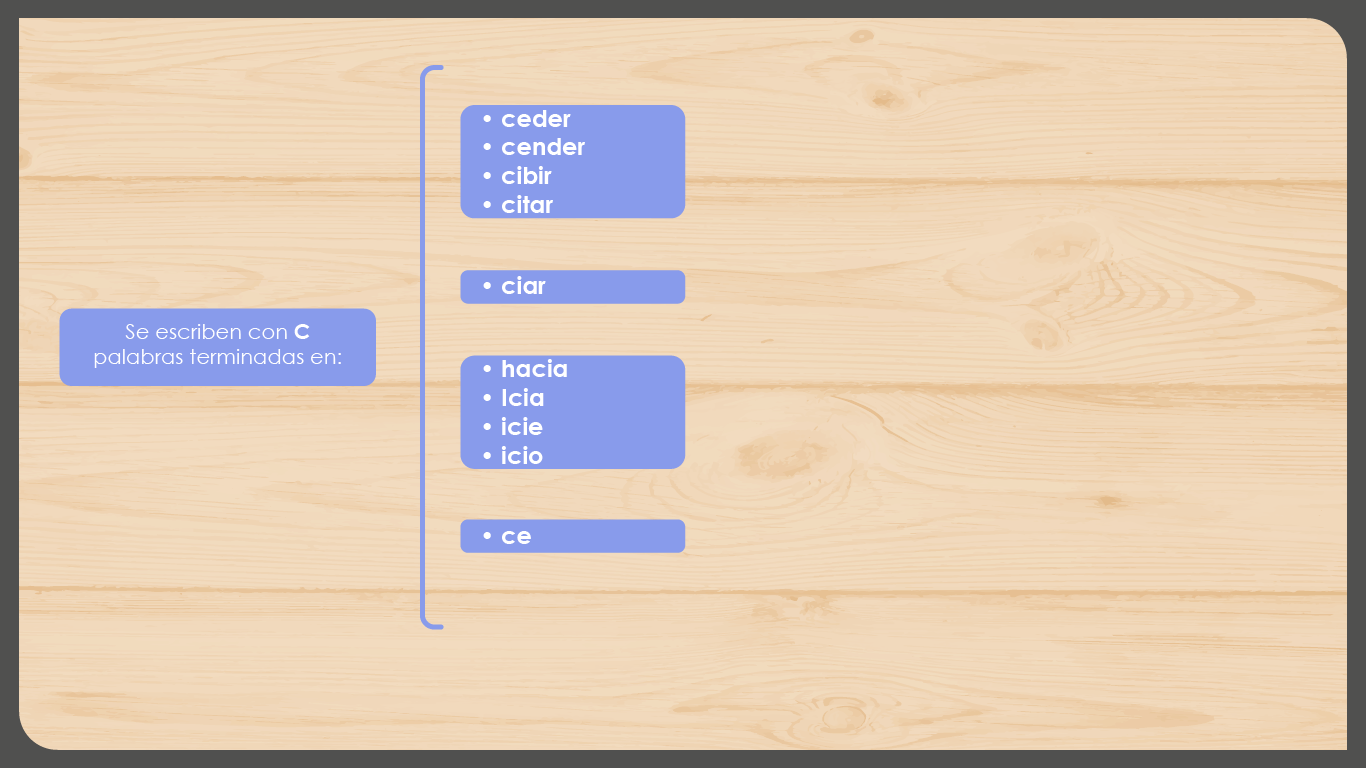 Se escriben con C
palabras terminadas en:
• ceder
• cender
• cibir
• citar
• ciar
• hacia
• Icia
• icie
• icio
• ce